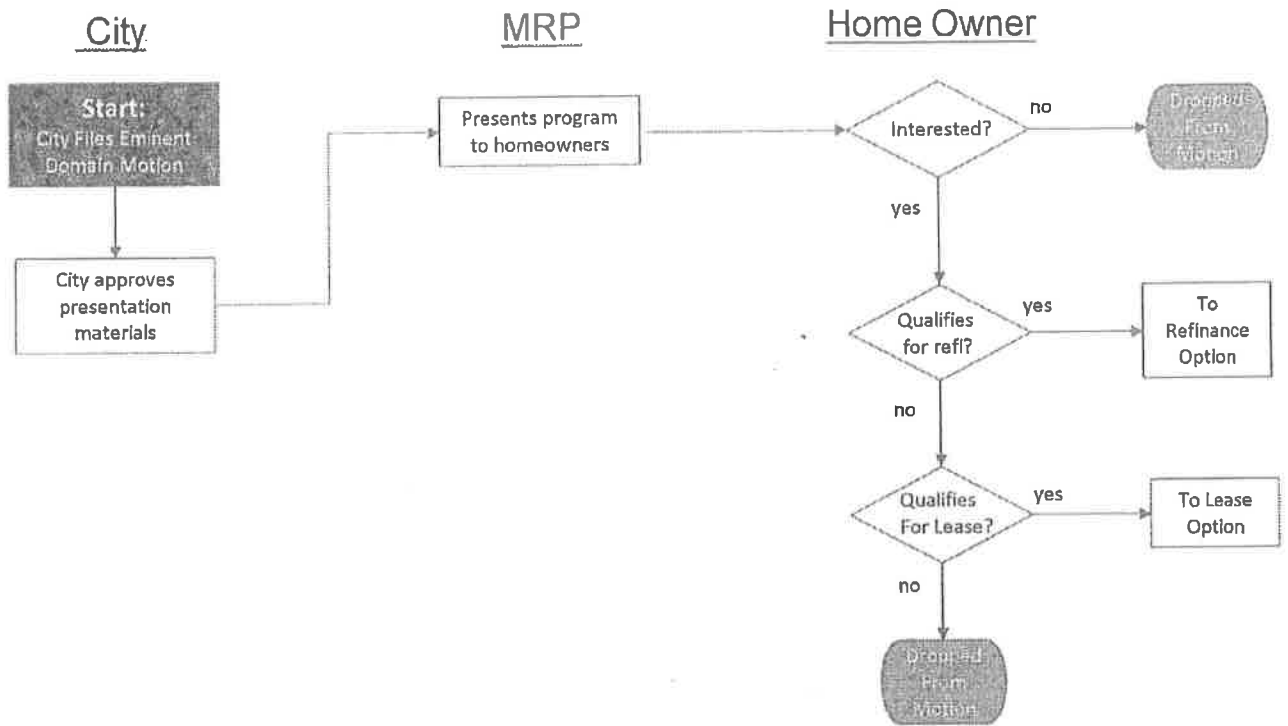 City
MRP
Home Owner
Start:
City Files Eminent
Domain Motion
City approves
presentation
materials
Presents program
to homeowners
Interested?
no
Dropped
From
Motion
yes
Qualifies
for refi?
yes
To
Refinance
Option
no
Qualifies
For Lease?
yes
To Lease
Option
no
Dropped
From
Motion